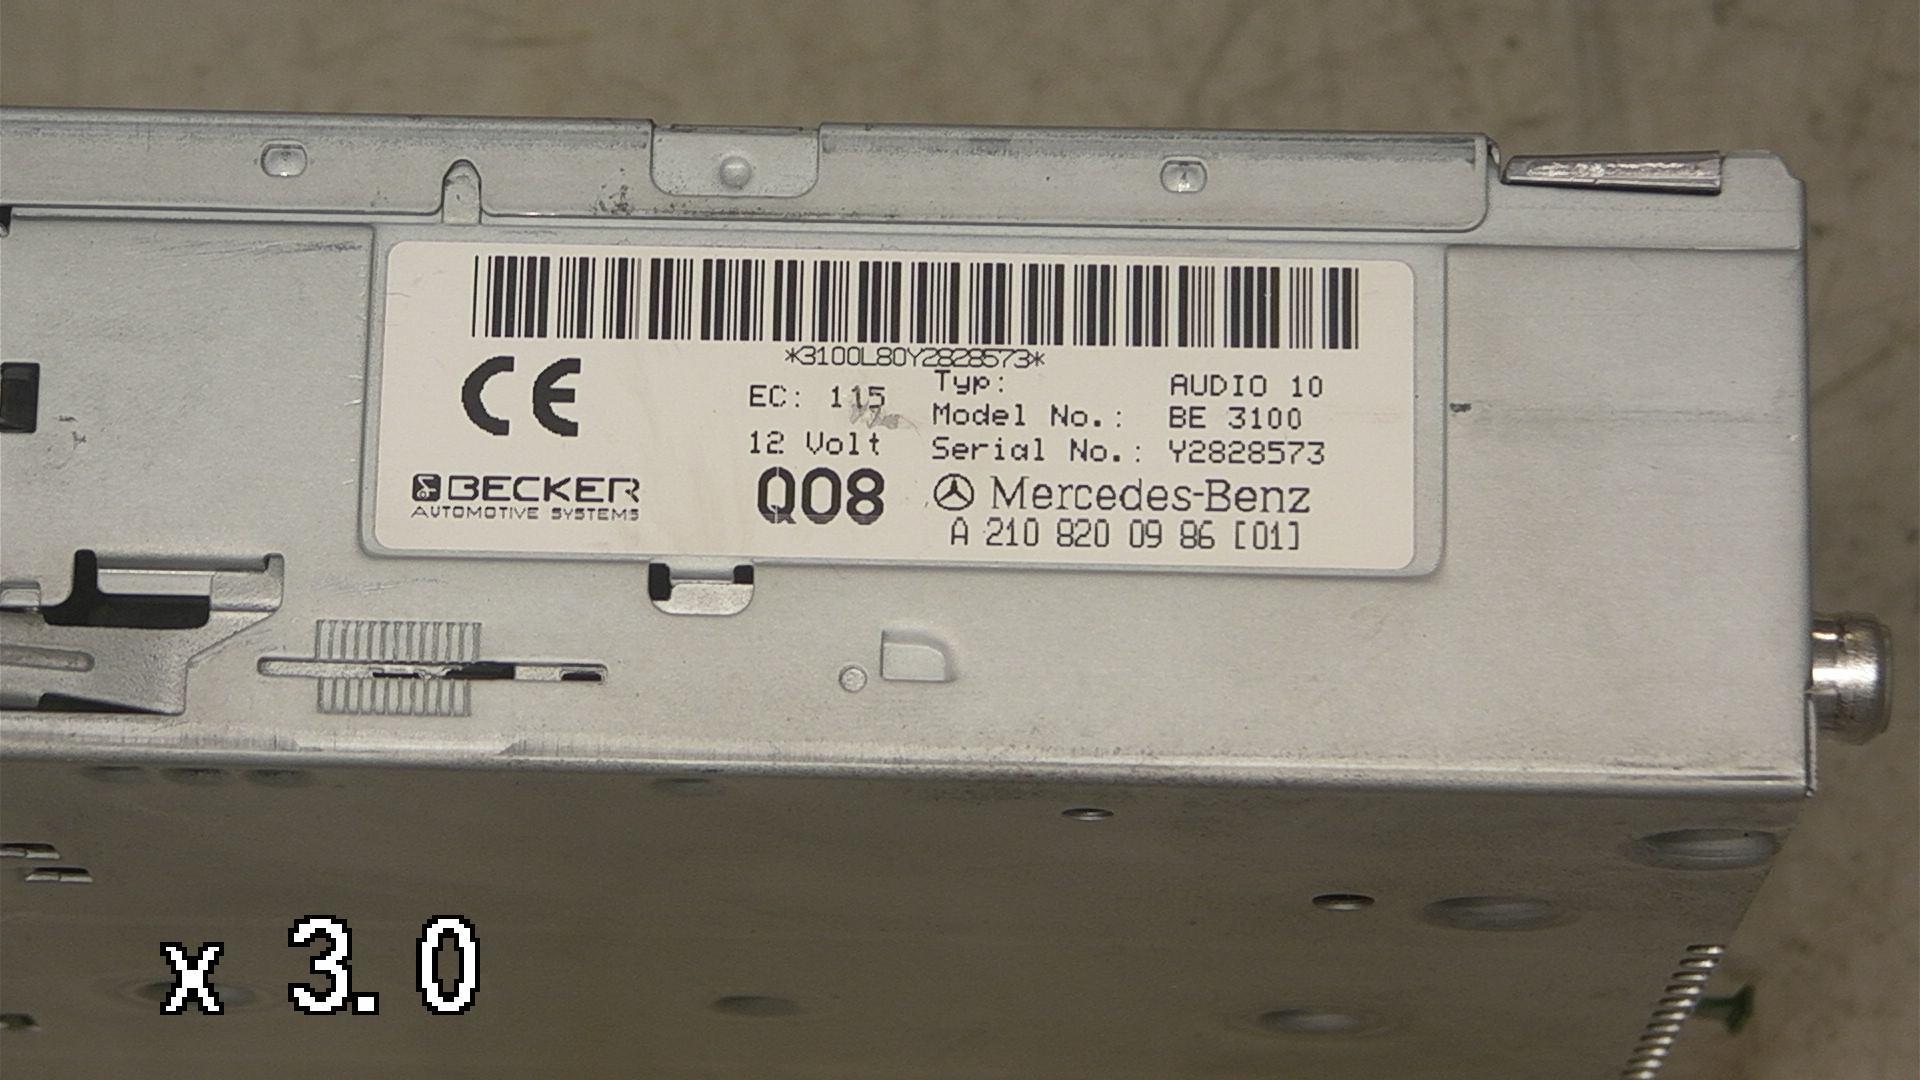 *3100L80Y2828573*
CE
EC: 115
12 Volt
Q08
Typ: AUDIO 10
Model No.: BE 3100
Serial No.: Y2828573
BECKER
AUTOMOTIVE SYSTEMS
Mercedes-Benz
A 210 820 09 86 [01]
x 3.0